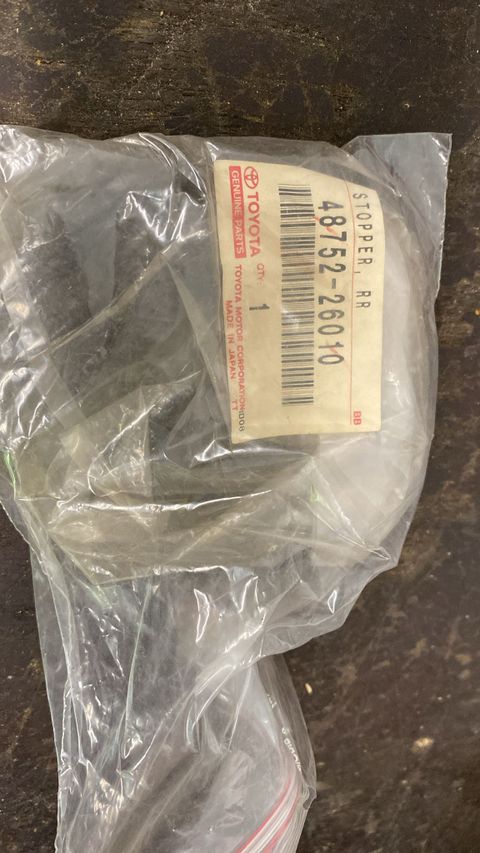 STOPPER, RR
48752-26010
BB
TOYOTA QTY: 1
GENUINE PARTS
TOYOTA MOTOR CORPORATION
MADE IN JAPAN